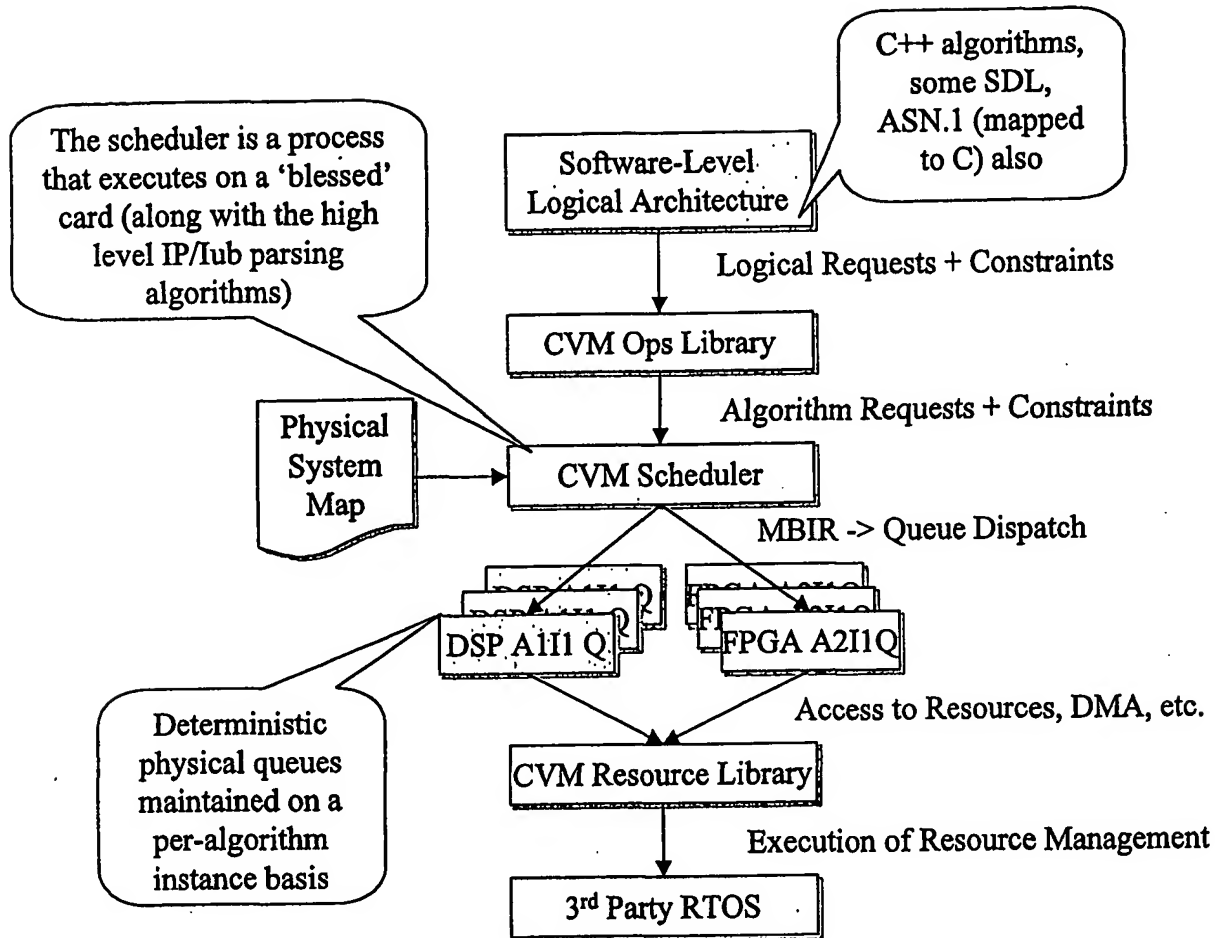 C++ algorithms,
some SDL,
ASN.1 (mapped
to C) also
The scheduler is a process
that executes on a ‘blessed’
card (along with the high
level IP/Iub parsing
algorithms)
Software-Level
Logical Architecture
Logical Requests + Constraints
CVM Ops Library
Algorithm Requests + Constraints
Physical
System
Map
CVM Scheduler
MBIR -> Queue Dispatch
DSP A1I1 Q
FPGA A2I1Q
Access to Resources, DMA, etc.
Deterministic
physical queues
maintained on a
per-algorithm
instance basis
CVM Resource Library
Execution of Resource Management
3rd Party RTOS